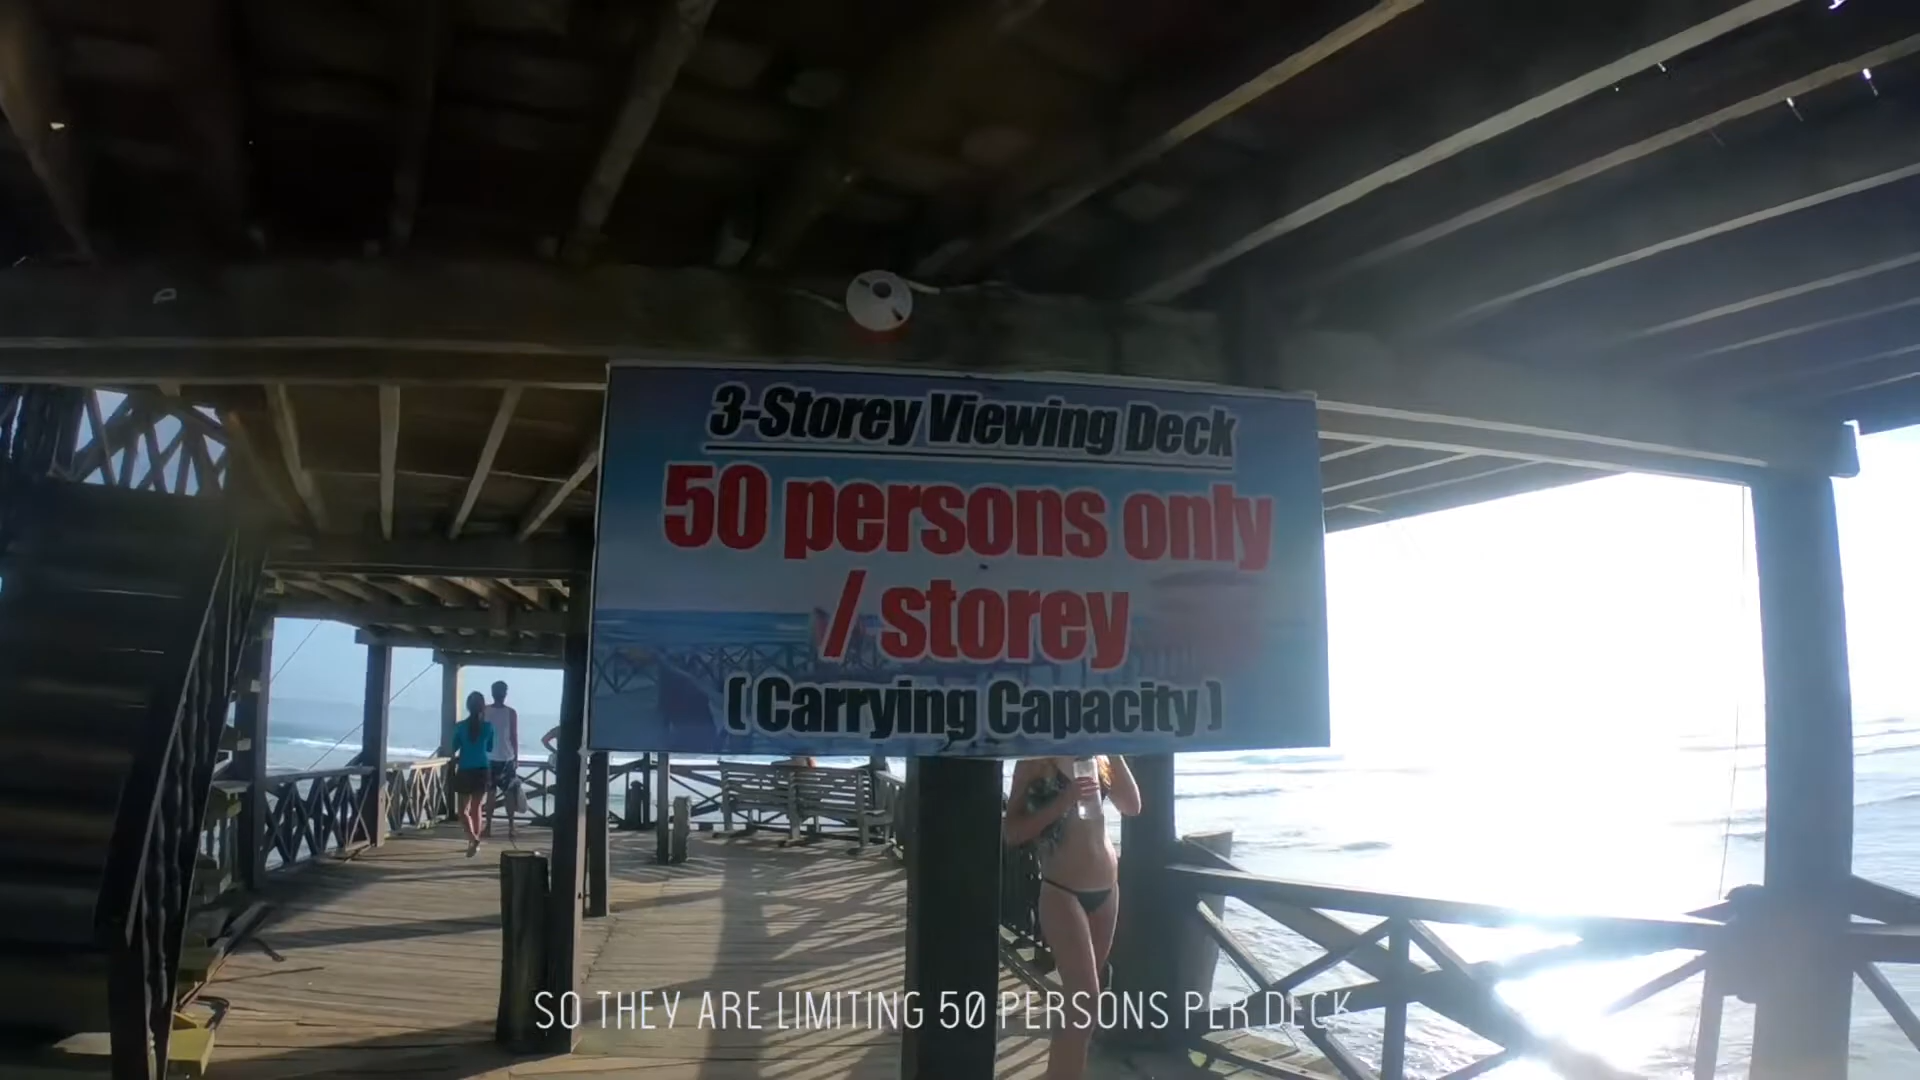 3-Storey Viewing Deck
50 persons only
/ storey
( Carrying Capacity )
SO THEY ARE LIMITING 50 PERSONS PER DECK